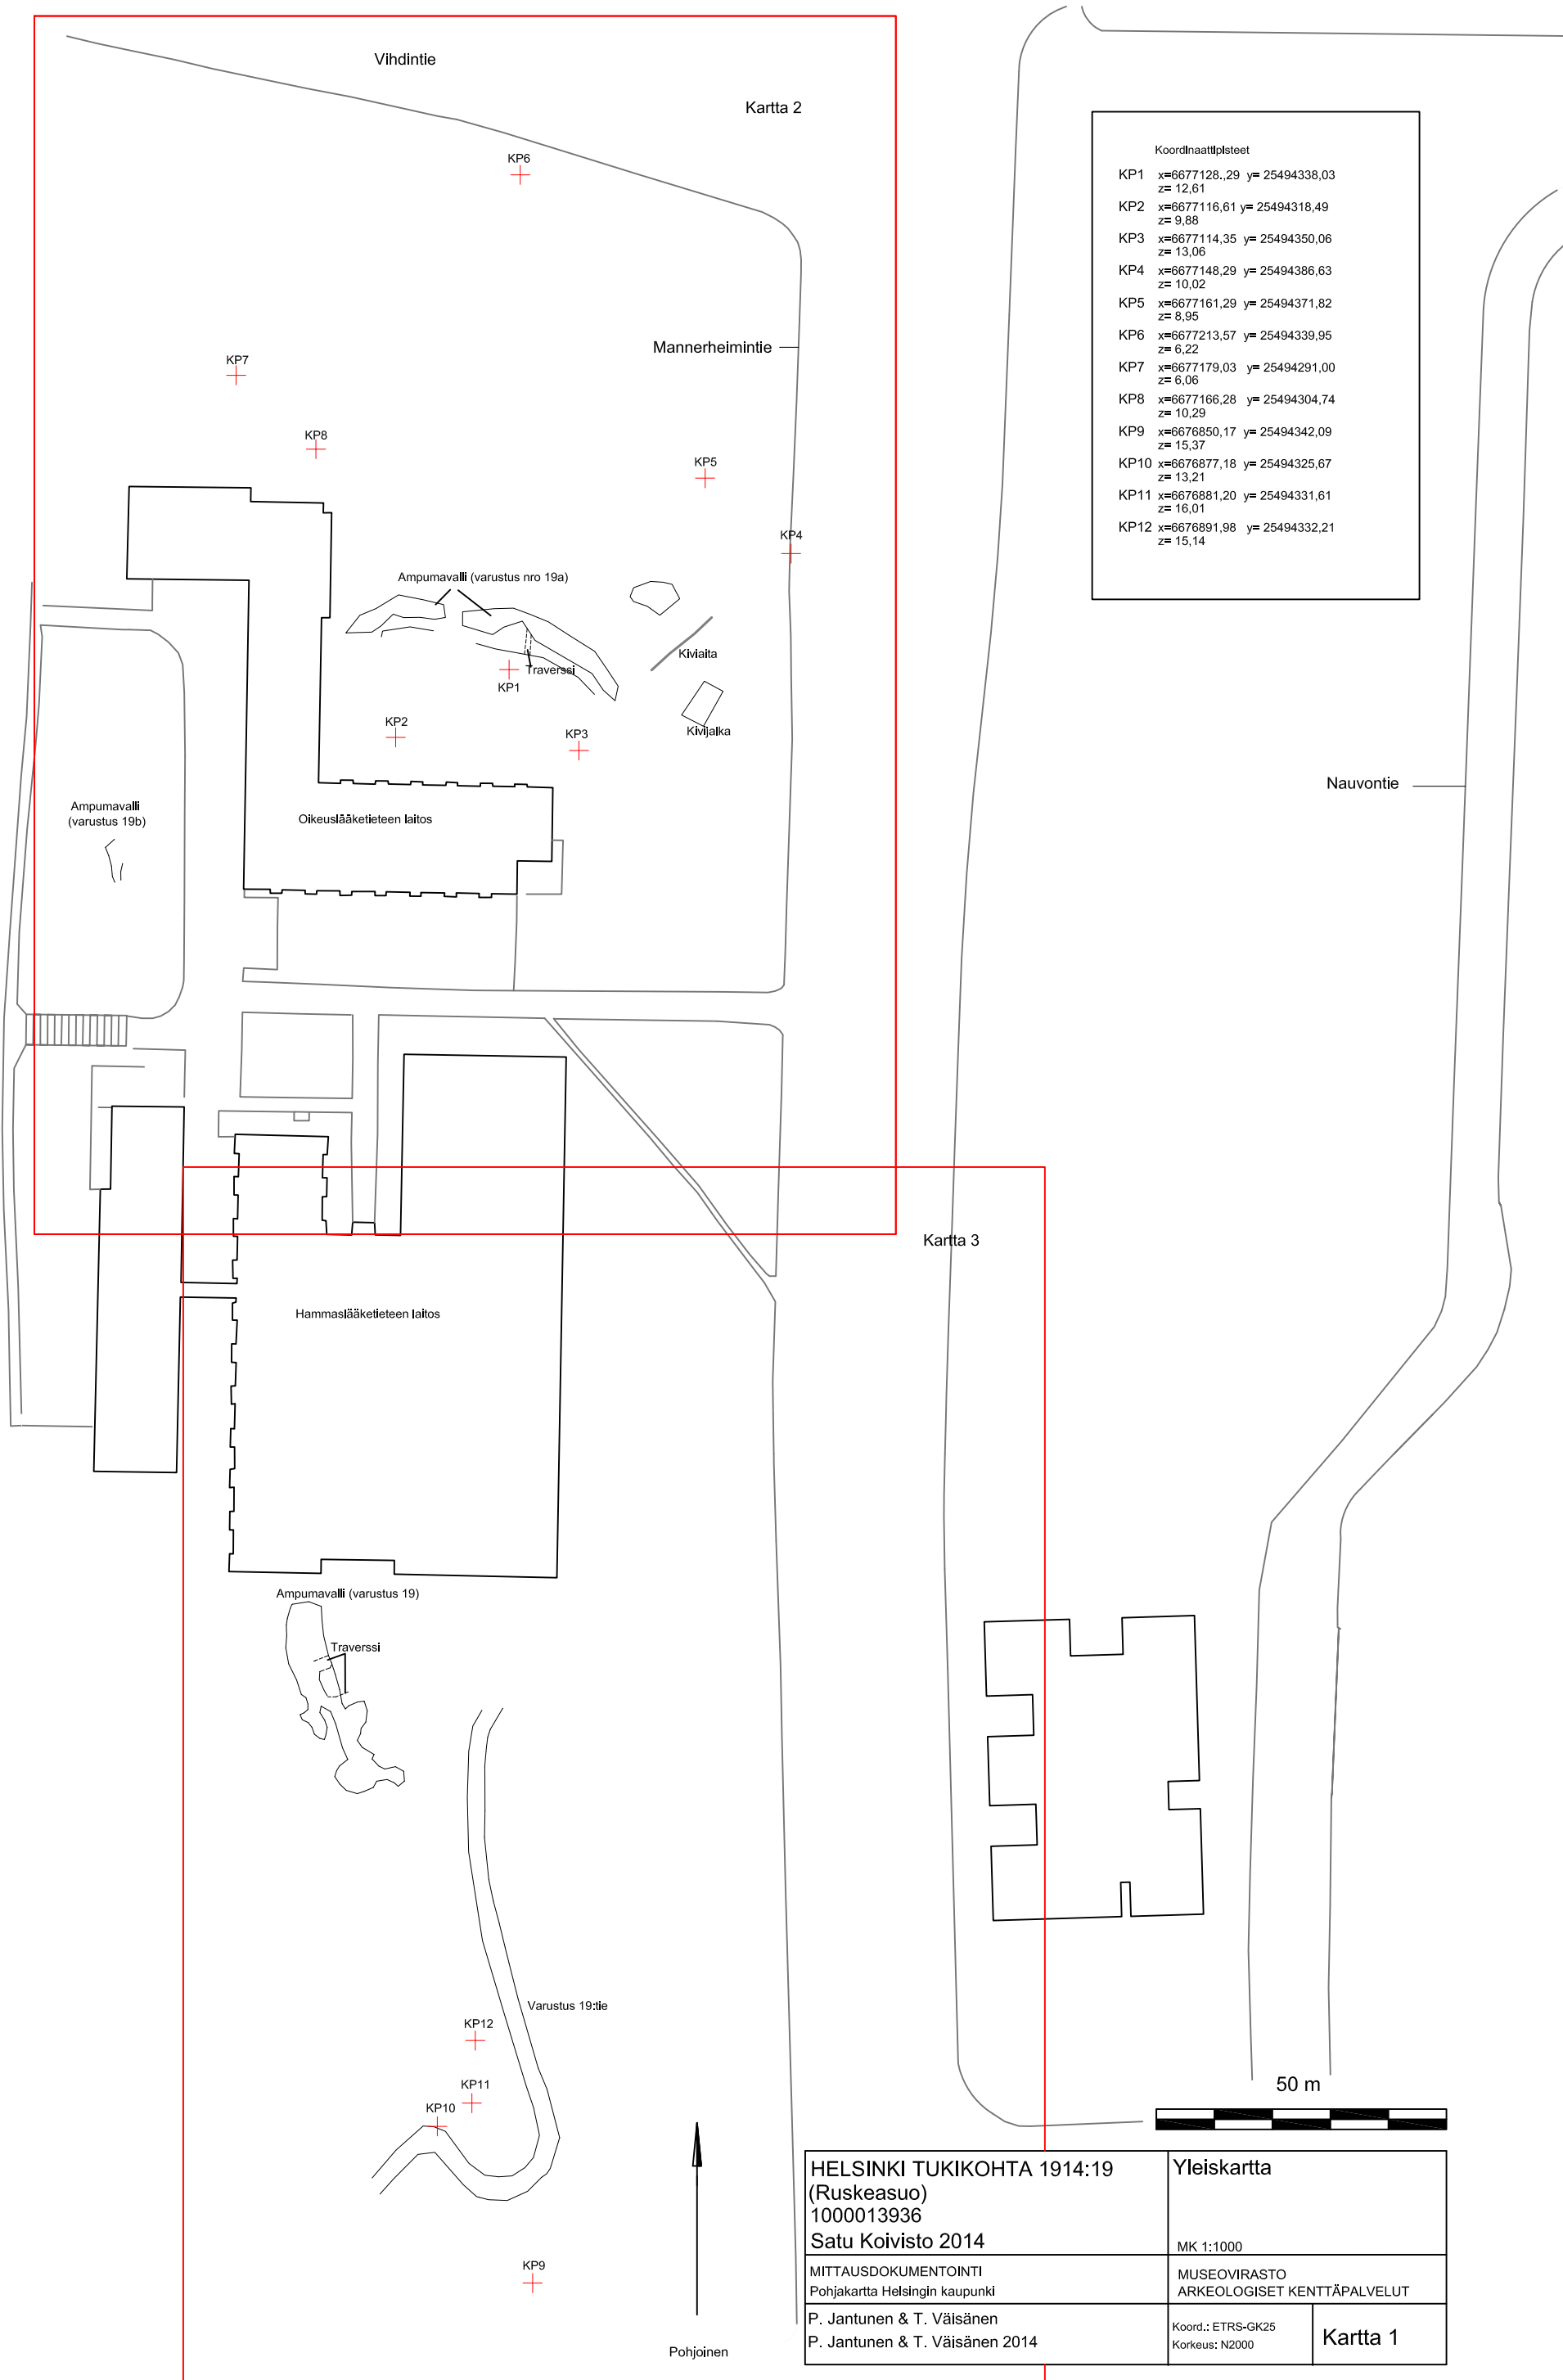 Vihdintie
Kartta 2
KP6
Koordinaattipisteet
KP1 x=6677128.,29 y= 25494338,03
z= 12,61
KP2 x=6677116,61 y= 25494318,49
z= 9,88
KP3 x=6677114,35 y= 25494350,06
z= 13,06
KP4 x=6677148,29 y= 25494386,63
z= 10,02
KP5 x=6677161,29 y= 25494371,82
z= 8,95
KP6 x=6677213,57 y= 25494339,95
z= 6,22
KP7 x=6677179,03 y= 25494291,00
z= 6,06
KP8 x=6677166,28 y= 25494304,74
z= 10,29
KP9 x=6676850,17 y= 25494342,09
z= 15,37
KP10 x=6676877,18 y= 25494325,67
z= 13,21
KP11 x=6676881,20 y= 25494331,61
z= 16,01
KP12 x=6676891,98 y= 25494332,21
z= 15,14
Mannerheimintie
KP7
KP8
KP5
KP4
Ampumavalli (varustus nro 19a)
Kiviaita
Traverssi
KP1
KP2
Kivijalka
KP3
Nauvontie
Ampumavalli
(varustus 19b)
Oikeuslääketieteen laitos
Kartta 3
Hammaslääketieteen laitos
Ampumavalli (varustus 19)
Traverssi
Varustus 19:tie
KP12
KP11
KP10
50 m
KP9
Pohjoinen
HELSINKI TUKIKOHTA 1914:19
(Ruskeasuo)
1000013936
Satu Koivisto 2014
Yleiskartta
MK 1:1000
MITTAUSDOKUMENTOINTI
Pohjakartta Helsingin kaupunki
MUSEOVIRASTO
ARKEOLOGISET KENTTÄPALVELUT
P. Jantunen & T. Väisänen
P. Jantunen & T. Väisänen 2014
Koord.: ETRS-GK25
Korkeus: N2000
Kartta 1